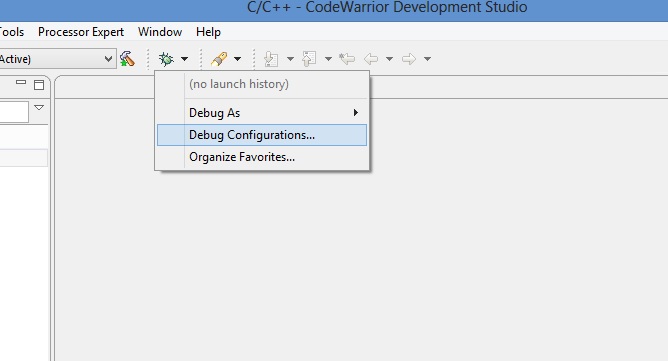 C/C++ - CodeWarrior Development Studio
Tools Processor Expert Window Help
Active)
(no launch history)
Debug As
Debug Configurations...
Organize Favorites...